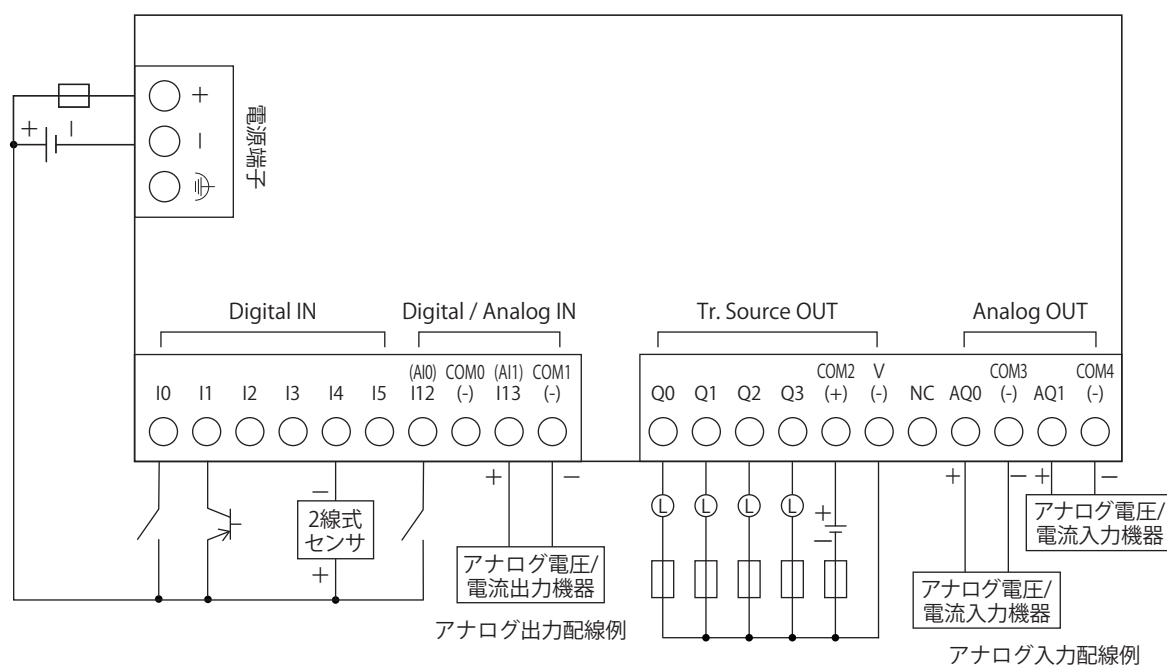 +
+ −
−
電源端子
Digital IN
Digital / Analog IN
Tr. Source OUT
Analog OUT
I0 I1 I2 I3 I4 I5 (AI0) I12 COM0 (-) (AI1) I13 COM1 (-)
Q0 Q1 Q2 Q3 COM2 (+) V (-) NC AQ0 COM3 (-) AQ1 COM4 (-)
−
2線式
センサ
+
+ −
アナログ電圧/
電流出力機器
アナログ出力配線例
L L L L
+
−
+ −
アナログ電圧/
電流入力機器
+ −
アナログ電圧/
電流入力機器
アナログ入力配線例